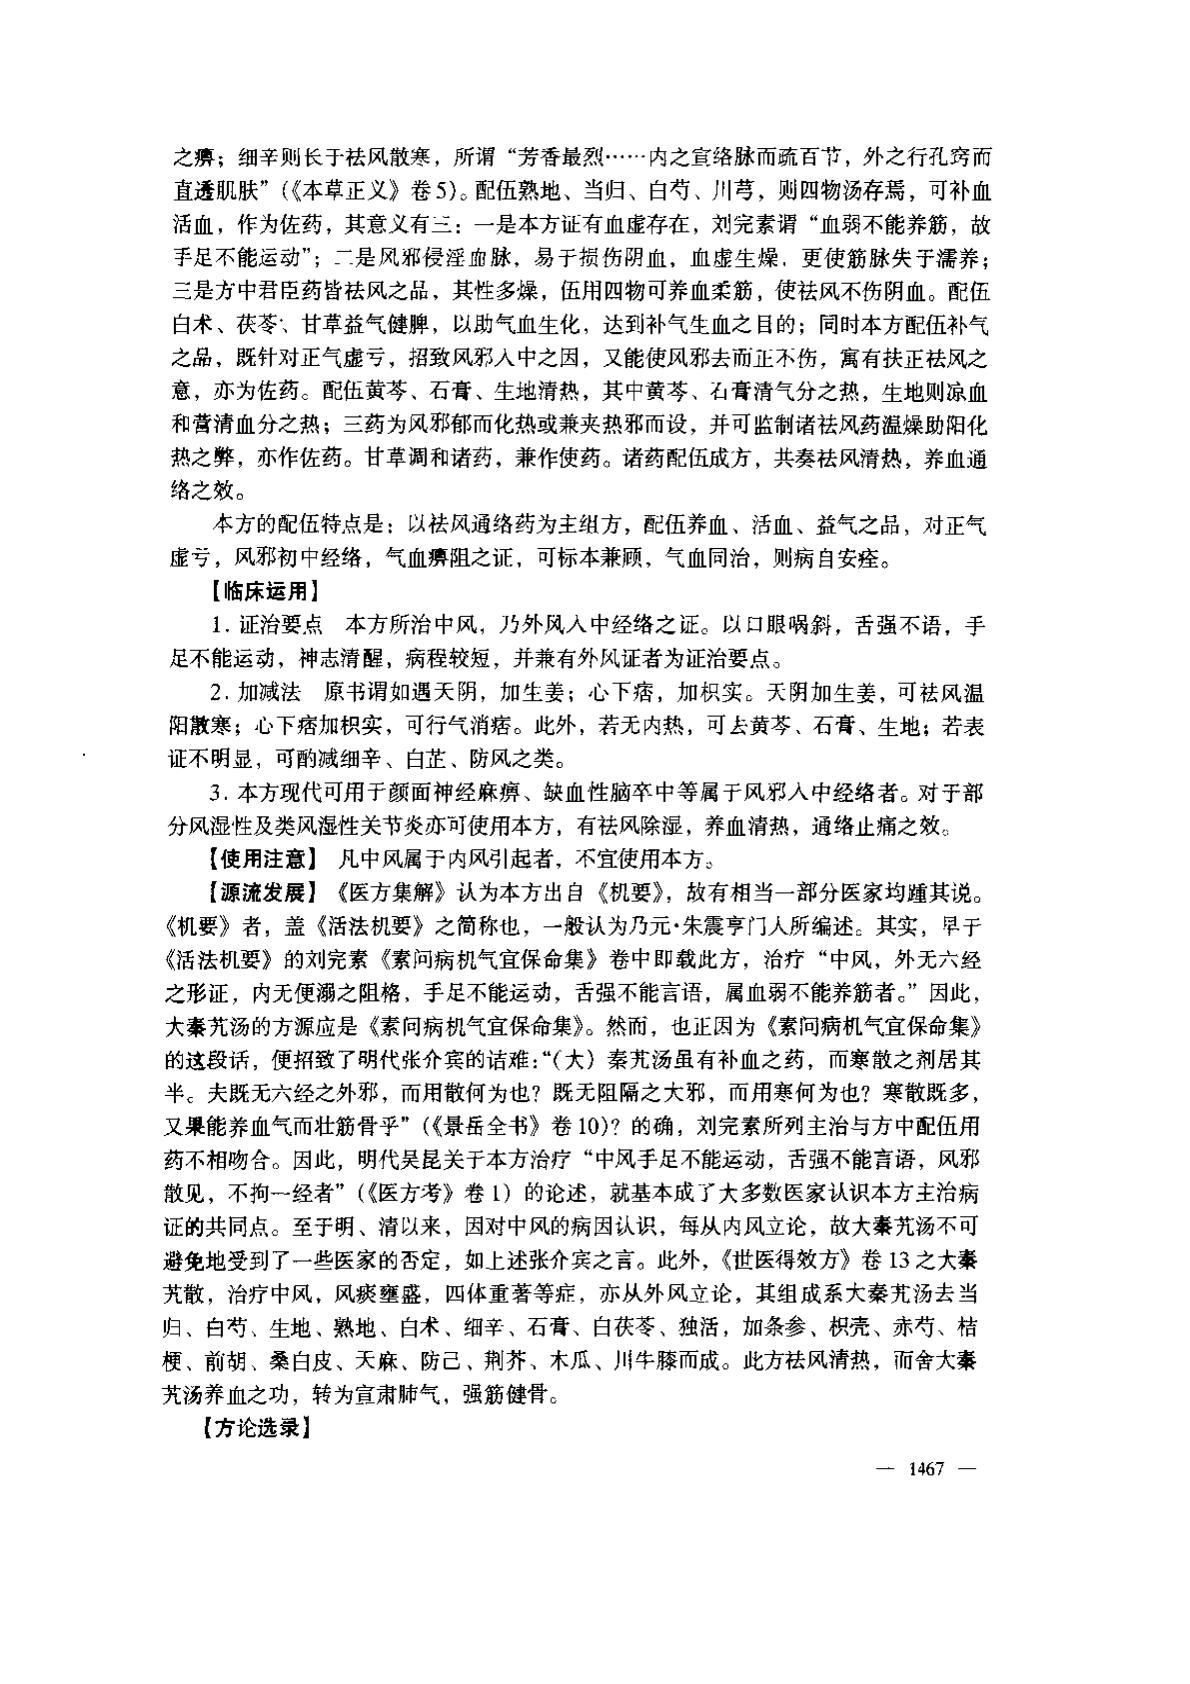 之痹；细辛则长于祛风散寒，所谓“芳香最烈……内之宣络脉而疏百节，外之行孔窍而
直透肌肤”（《本草正义》卷5）。配伍熟地、当归、白芍、川芎，则四物汤存焉，可补血
活血，作为佐药，其意义有三：一是本方证有血虚存在，刘完素谓“血弱不能养筋，故
手足不能运动”；二是风邪侵淫血脉，易于损伤阴血，血虚生燥，更使筋脉失于濡养；
三是方中君臣药皆祛风之品，其性多燥，伍用四物可养血柔筋，使祛风不伤阴血。配伍
白术、茯苓、甘草益气健脾，以助气血生化，达到补气生血之目的；同时本方配伍补气
之品，既针对正气虚亏，招致风邪入中之因，又能使风邪去而正不伤，寓有扶正祛风之
意，亦为佐药。配伍黄芩、石膏、生地清热，其中黄芩、石膏清气分之热，生地则凉血
和营清血分之热；三药为风邪郁而化热或兼夹热邪而设，并可监制诸祛风药温燥助阳化
热之弊，亦作佐药。甘草调和诸药，兼作使药。诸药配伍成方，共奏祛风清热，养血通
络之效。
本方的配伍特点是：以祛风通络药为主组方，配伍养血、活血、益气之品，对正气
虚亏，风邪初中经络，气血痹阻之证，可标本兼顾，气血同治，则病自安痊。
【临床运用】
1. 证治要点　本方所治中风，乃外风入中经络之证。以口眼㖞斜，舌强不语，手
足不能运动，神志清醒，病程较短，并兼有外风证者为证治要点。
2. 加减法　原书谓如遇天阴，加生姜；心下痞，加枳实。天阴加生姜，可祛风温
阳散寒；心下痞加枳实，可行气消痞。此外，若无内热，可去黄芩、石膏、生地；若表
证不明显，可酌减细辛、白芷、防风之类。
3. 本方现代可用于颜面神经麻痹、缺血性脑卒中等属于风邪入中经络者。对于部
分风湿性及类风湿性关节炎亦可使用本方，有祛风除湿，养血清热，通络止痛之效。
【使用注意】　凡中风属于内风引起者，不宜使用本方。
【源流发展】《医方集解》认为本方出自《机要》，故有相当一部分医家均踵其说。
《机要》者，盖《活法机要》之简称也，一般认为乃元·朱震亨门人所编述。其实，早于
《活法机要》的刘完素《素问病机气宜保命集》卷中即载此方，治疗“中风，外无六经
之形证，内无便溺之阻格，手足不能运动，舌强不能言语，属血弱不能养筋者。”因此，
大秦艽汤的方源应是《素问病机气宜保命集》。然而，也正因为《素问病机气宜保命集》
的这段话，便招致了明代张介宾的诘难：“（大）秦艽汤虽有补血之药，而寒散之剂居其
半。夫既无六经之外邪，而用散何为也？既无阻隔之大邪，而用寒何为也？寒散既多，
又果能养血气而壮筋骨乎”（《景岳全书》卷10)？的确，刘完素所列主治与方中配伍用
药不相吻合。因此，明代吴昆关于本方治疗“中风手足不能运动，舌强不能言语，风邪
散见，不拘一经者”（《医方考》卷1）的论述，就基本成了大多数医家认识本方主治病
证的共同点。至于明、清以来，因对中风的病因认识，每从内风立论，故大秦艽汤不可
避免地受到了一些医家的否定，如上述张介宾之言。此外，《世医得效方》卷13之大秦
艽散，治疗中风，风痰壅盛，四体重著等症，亦从外风立论，其组成系大秦艽汤去当
归、白芍、生地、熟地、白术、细辛、石膏、白茯苓、独活，加条参、枳壳、赤芍、桔
梗、前胡、桑白皮、天麻、防己、荆芥、木瓜、川牛膝而成。此方祛风清热，而舍大秦
艽汤养血之功，转为宣肃肺气，强筋健骨。
【方论选录】
— 1467 —